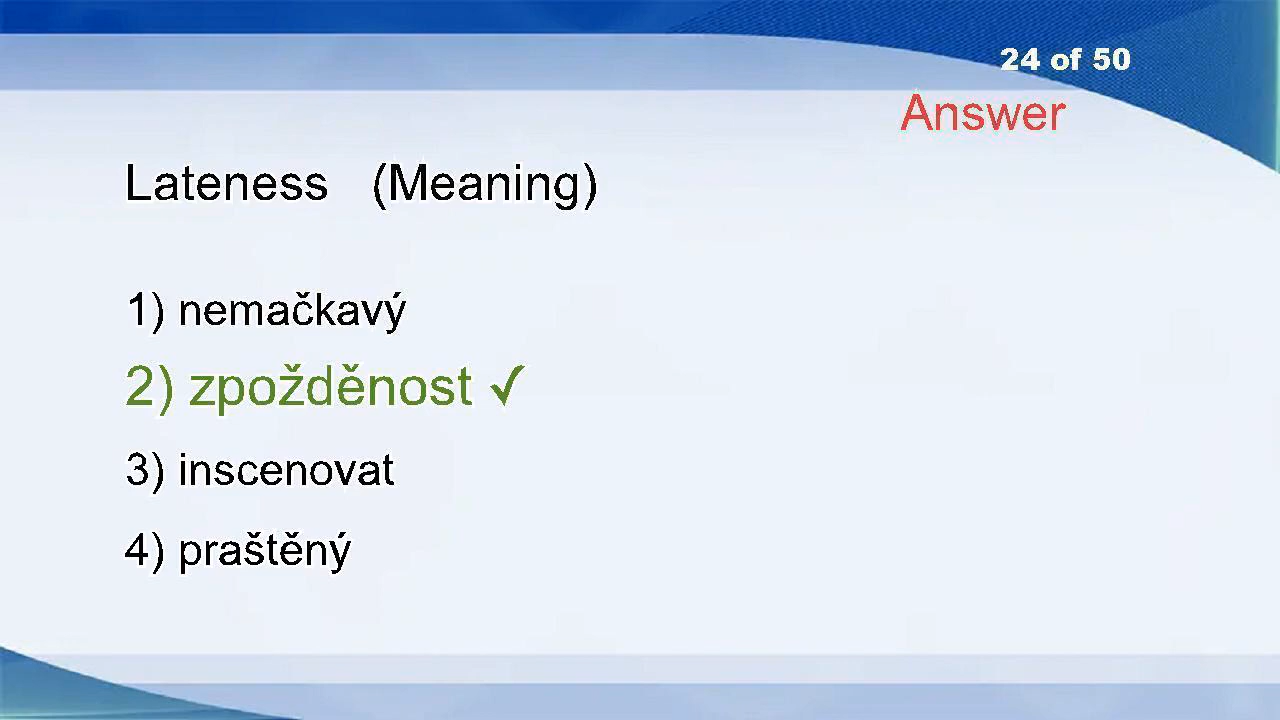 24 of 50
Answer
Lateness (Meaning)
1) nemačkavý
2) zpožděnost ✓
3) inscenovat
4) praštěný